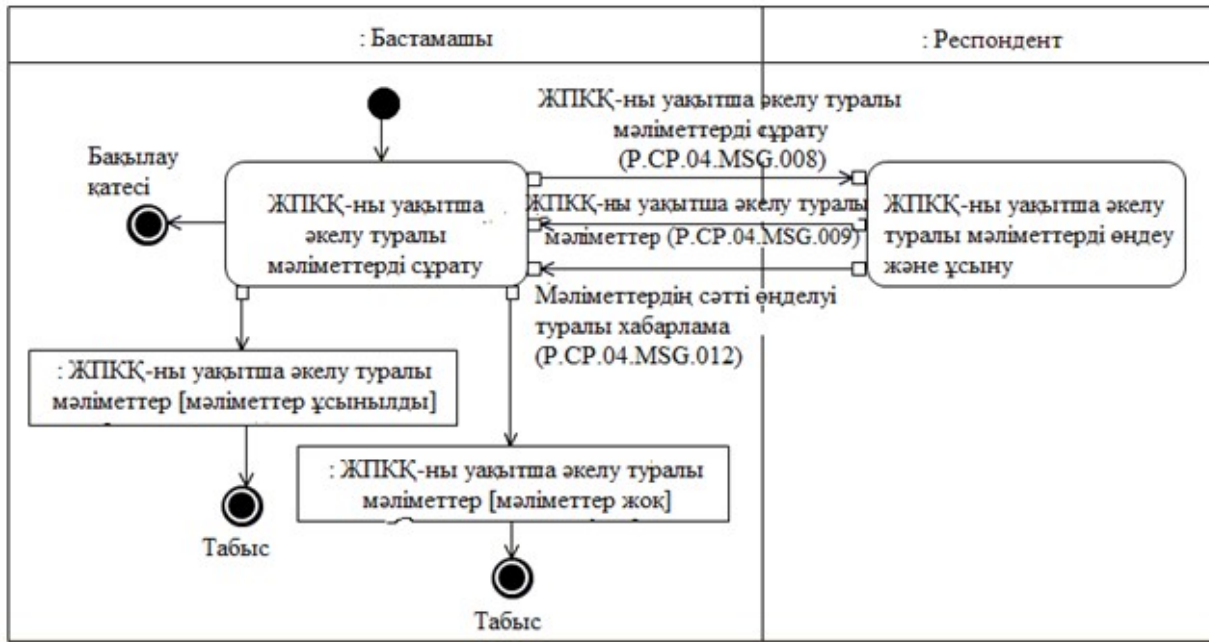 : Бастамашы
: Респондент
ЖПКҚ-ны уақытша әкелу туралы
мәліметтерді сұрату
(P.CP.04.MSG.008)
Бақылау
қатесі
ЖПКҚ-ны уақытша
әкелу туралы
мәліметтерді сұрату
ЖПКҚ-ны уақытша әкелу туралы
мәліметтер (P.CP.04.MSG.009)
ЖПКҚ-ны уақытша әкелу
туралы мәліметтерді өңдеу
және ұсыну
Мәліметтердің сәтті өңделуі
туралы хабарлама
(P.CP.04.MSG.012)
: ЖПКҚ-ны уақытша әкелу туралы
мәліметтер [мәліметтер ұсынылды]
: ЖПКҚ-ны уақытша әкелу туралы
мәліметтер [мәліметтер жоқ]
Табыс
Табыс